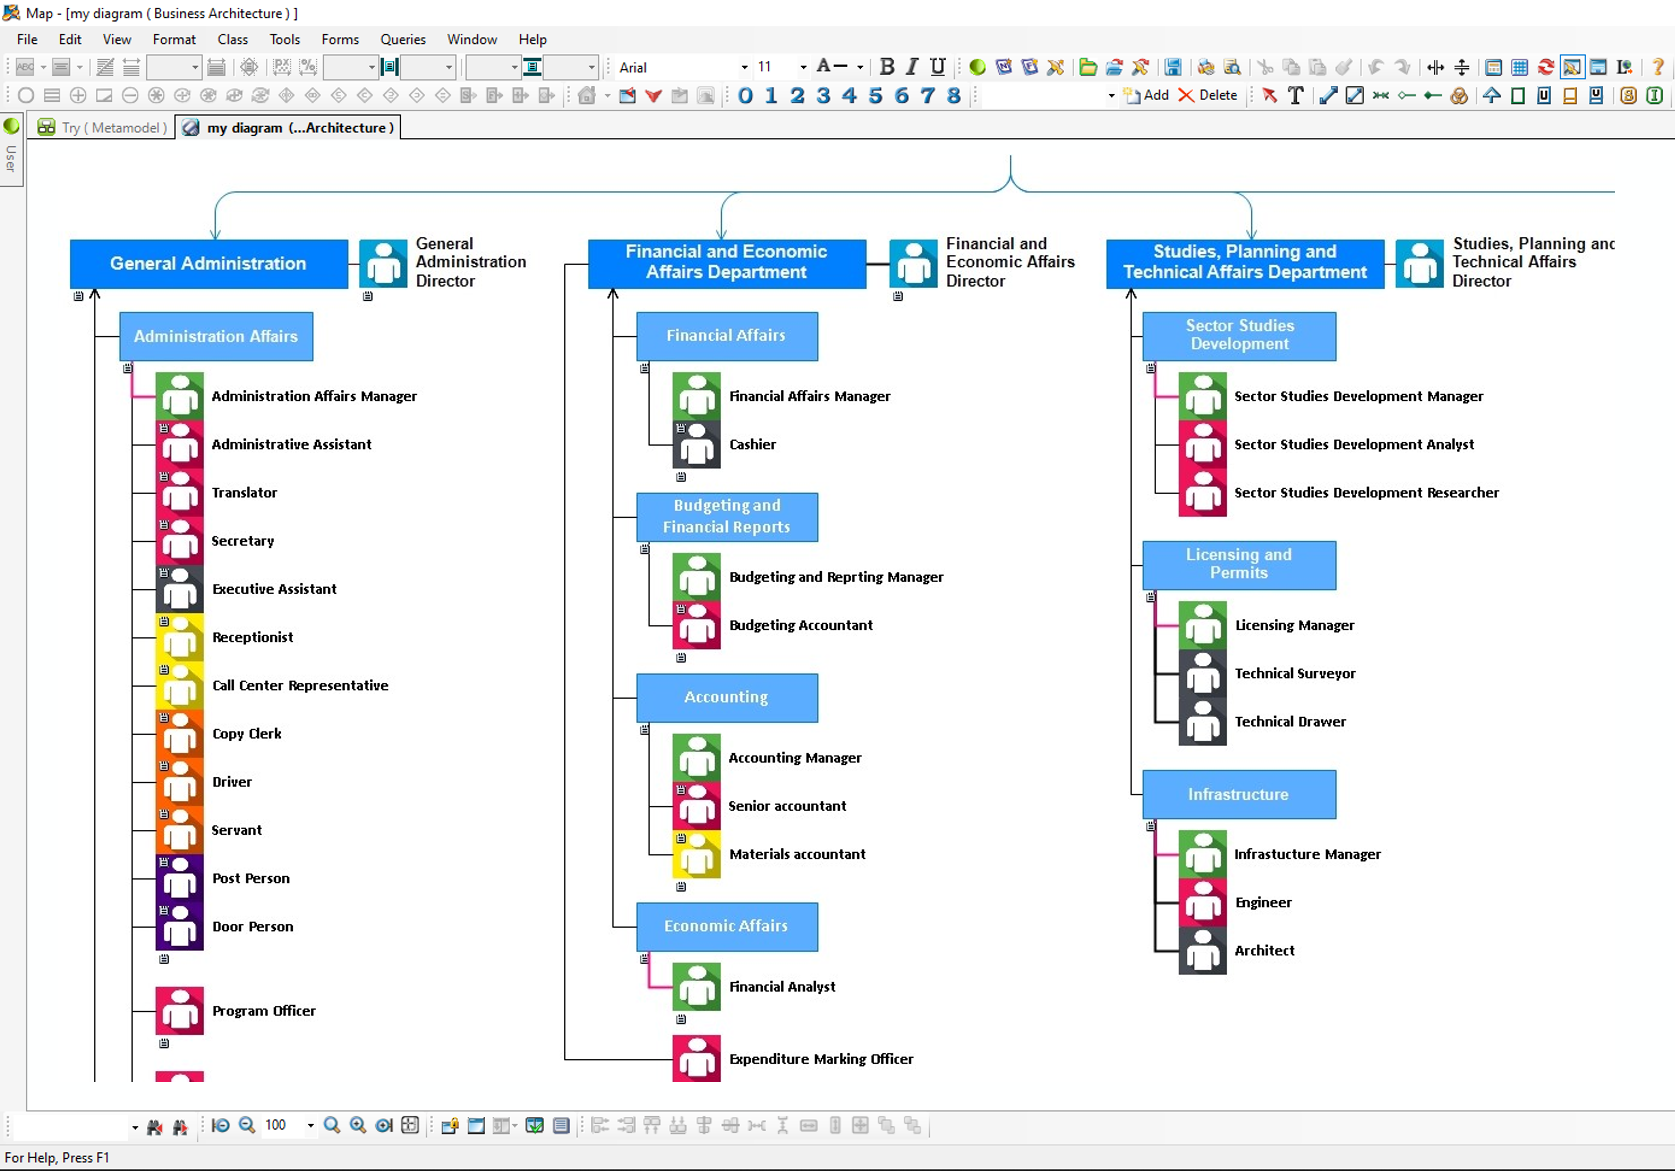 Map - [my diagram ( Business Architecture ) ]
File Edit View Format Class Tools Forms Queries Window Help
ABC Arial 11 A B I U
0 1 2 3 4 5 6 7 8 Add Delete T
Try ( Metamodel ) my diagram (...Architecture )
User
General Administration
General
Administration
Director
Financial and Economic
Affairs Department
Financial and
Economic Affairs
Director
Studies, Planning and
Technical Affairs Department
Studies, Planning and
Technical Affairs
Director
Administration Affairs
Administration Affairs Manager
Administrative Assistant
Translator
Secretary
Executive Assistant
Receptionist
Call Center Representative
Copy Clerk
Driver
Servant
Post Person
Door Person
Program Officer
Financial Affairs
Financial Affairs Manager
Cashier
Budgeting and
Financial Reports
Budgeting and Reprting Manager
Budgeting Accountant
Accounting
Accounting Manager
Senior accountant
Materials accountant
Economic Affairs
Financial Analyst
Expenditure Marking Officer
Sector Studies
Development
Sector Studies Development Manager
Sector Studies Development Analyst
Sector Studies Development Researcher
Licensing and
Permits
Licensing Manager
Technical Surveyor
Technical Drawer
Infrastructure
Infrastucture Manager
Engineer
Architect
100
For Help, Press F1